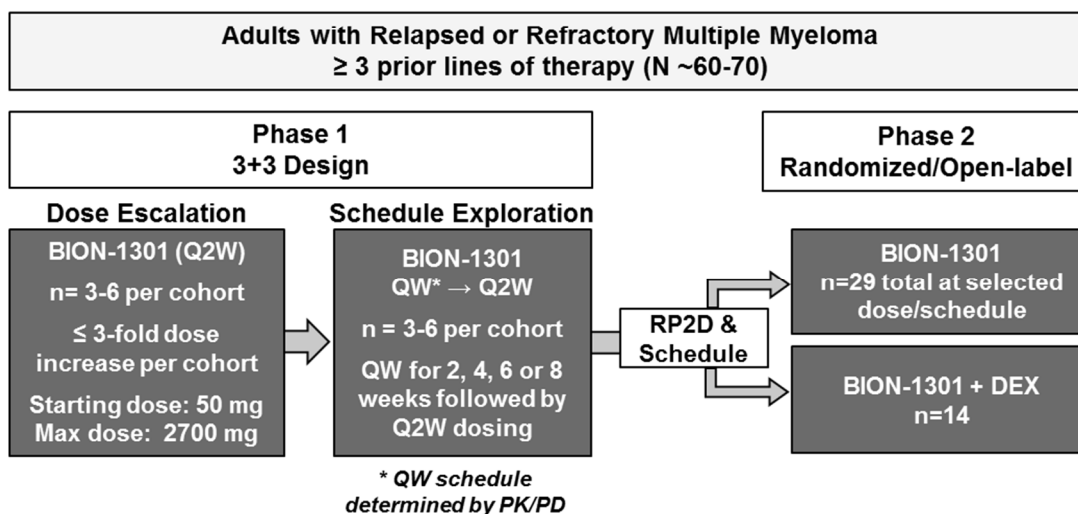 Adults with Relapsed or Refractory Multiple Myeloma
≥ 3 prior lines of therapy (N ~60-70)
Phase 1
3+3 Design
Phase 2
Randomized/Open-label
Dose Escalation
BION-1301 (Q2W)
n= 3-6 per cohort
≤ 3-fold dose
increase per cohort
Starting dose: 50 mg
Max dose: 2700 mg
Schedule Exploration
BION-1301
QW* → Q2W
n = 3-6 per cohort
QW for 2, 4, 6 or 8
weeks followed by
Q2W dosing
* QW schedule
determined by PK/PD
RP2D &
Schedule
BION-1301
n=29 total at selected
dose/schedule
BION-1301 + DEX
n=14